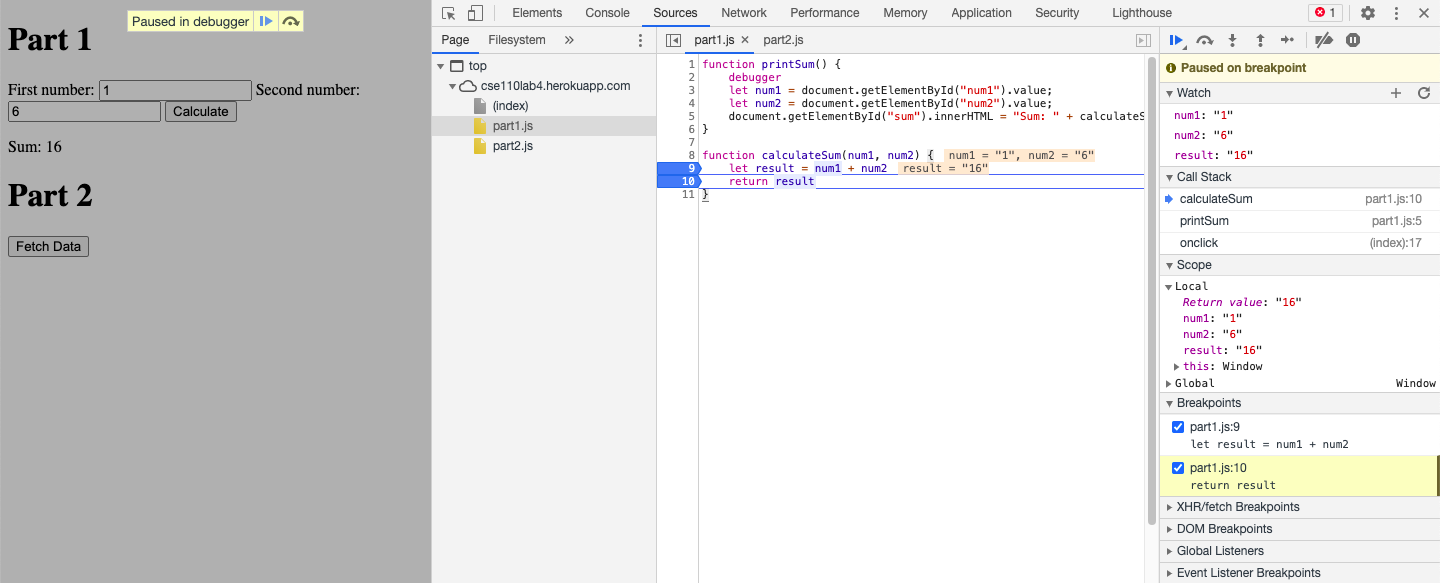 Paused in debugger
Part 1
First number: 1 Second number:
6 Calculate
Sum: 16
Part 2
Fetch Data
Elements Console Sources Network Performance Memory Application Security Lighthouse 1
Page Filesystem
top
cse110lab4.herokuapp.com
(index)
part1.js
part2.js
part1.js part2.js
1 function printSum() {
2 debugger
3 let num1 = document.getElementById("num1").value;
4 let num2 = document.getElementById("num2").value;
5 document.getElementById("sum").innerHTML = "Sum: " + calculateS
6 }
7
8 function calculateSum(num1, num2) { num1 = "1", num2 = "6"
9 let result = num1 + num2 result = "16"
10 return result
11 }
Paused on breakpoint
Watch
num1: "1"
num2: "6"
result: "16"
Call Stack
calculateSum part1.js:10
printSum part1.js:5
onclick (index):17
Scope
Local
Return value: "16"
num1: "1"
num2: "6"
result: "16"
this: Window
Global Window
Breakpoints
part1.js:9
let result = num1 + num2
part1.js:10
return result
XHR/fetch Breakpoints
DOM Breakpoints
Global Listeners
Event Listener Breakpoints